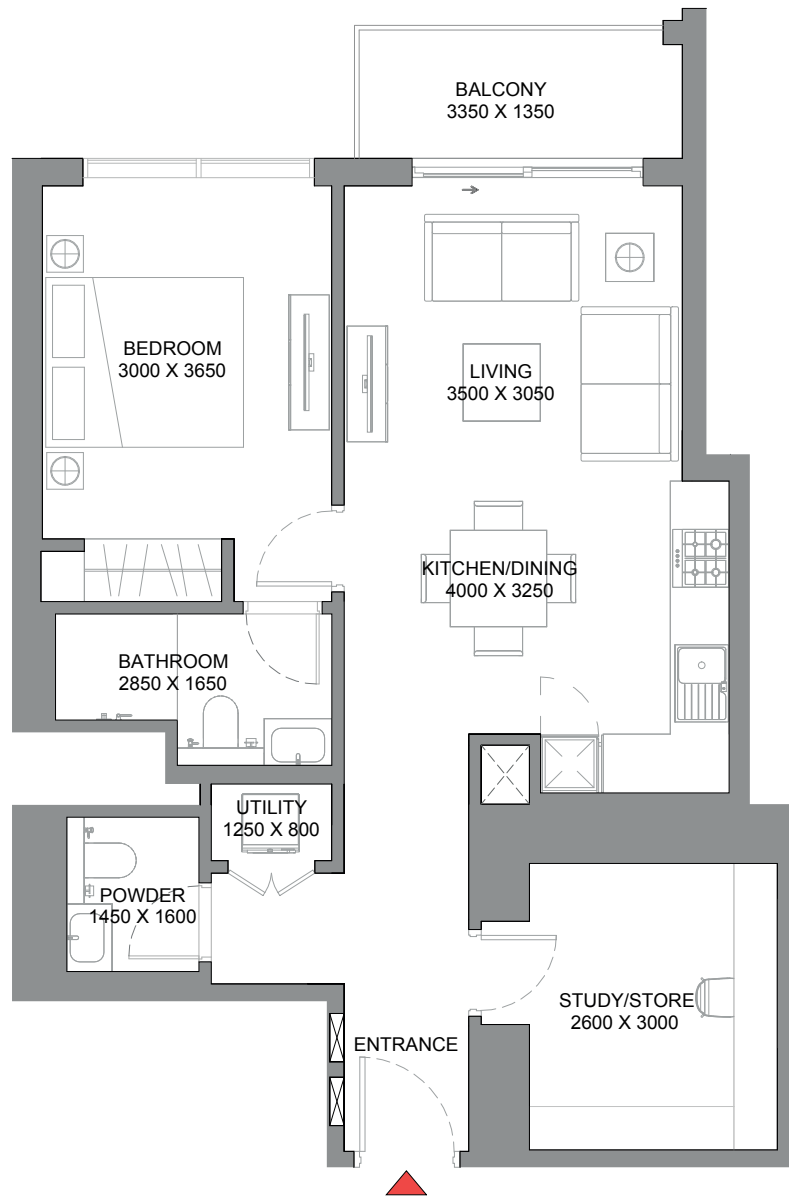 BALCONY
3350 X 1350
BEDROOM
3000 X 3650
LIVING
3500 X 3050
KITCHEN/DINING
4000 X 3250
BATHROOM
2850 X 1650
UTILITY
1250 X 800
POWDER
1450 X 1600
STUDY/STORE
2600 X 3000
ENTRANCE